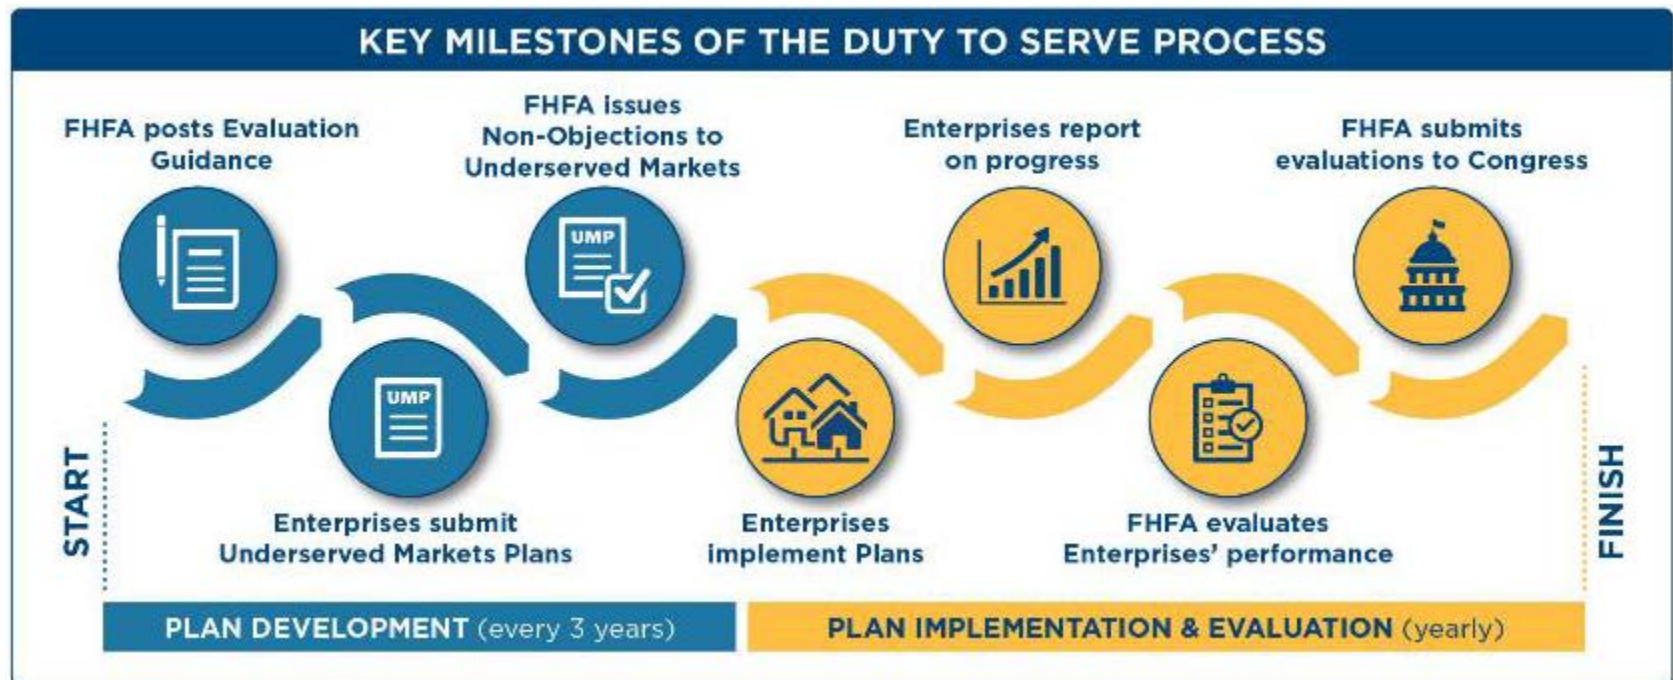 KEY MILESTONES OF THE DUTY TO SERVE PROCESS
START
FHFA posts Evaluation
Guidance
UMP
Enterprises submit
Underserved Markets Plans
FHFA issues
Non-Objections to
Underserved Markets
UMP
Enterprises
implement Plans
Enterprises report
on progress
FHFA evaluates
Enterprises’ performance
FHFA submits
evaluations to Congress
FINISH
PLAN DEVELOPMENT (every 3 years)
PLAN IMPLEMENTATION & EVALUATION (yearly)